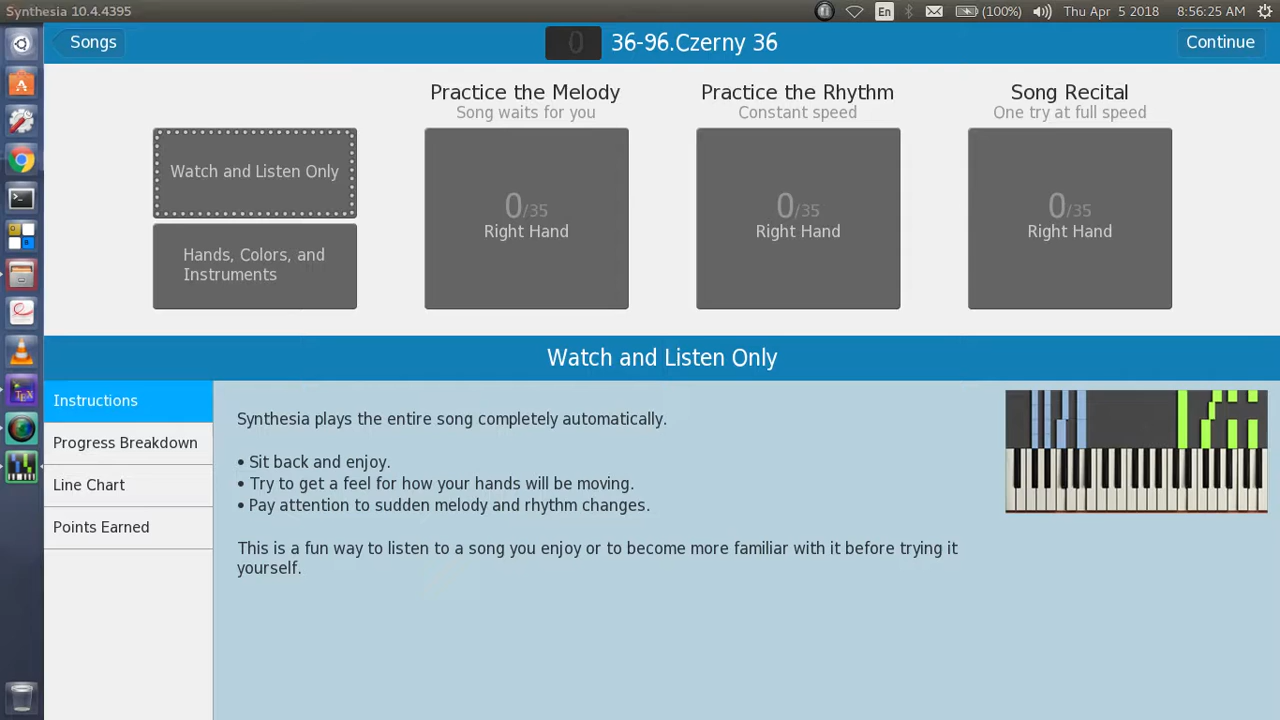 Synthesia 10.4.4395
En
(100%)
Thu Apr 5 2018
8:56:25 AM
Songs
0
36-96.Czerny 36
Continue
Practice the Melody
Song waits for you
Practice the Rhythm
Constant speed
Song Recital
One try at full speed
Watch and Listen Only
Hands, Colors, and
Instruments
0/35
Right Hand
0/35
Right Hand
0/35
Right Hand
Watch and Listen Only
Instructions
Progress Breakdown
Line Chart
Points Earned
Synthesia plays the entire song completely automatically.
• Sit back and enjoy.
• Try to get a feel for how your hands will be moving.
• Pay attention to sudden melody and rhythm changes.
This is a fun way to listen to a song you enjoy or to become more familiar with it before trying it
yourself.